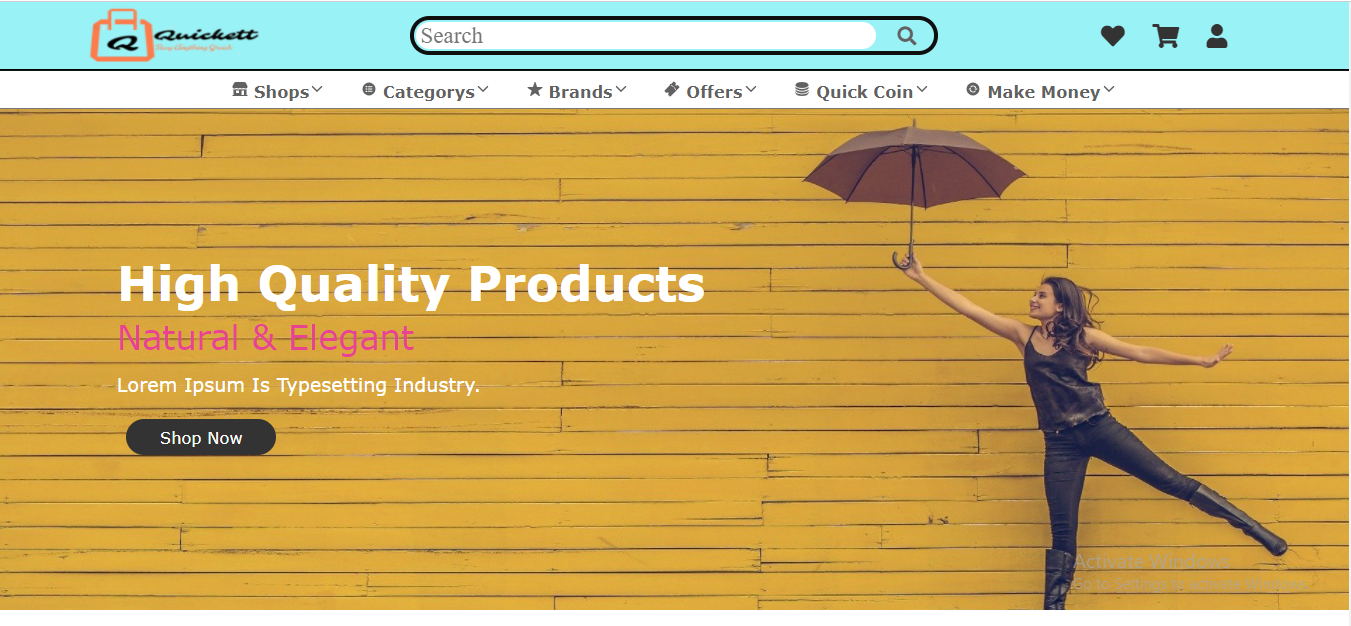 Q Quickett
Buy Anything Quick
Search
Shops Categorys Brands Offers Quick Coin Make Money
High Quality Products
Natural & Elegant
Lorem Ipsum Is Typesetting Industry.
Shop Now
Activate Windows
Go to Settings to activate Windows.